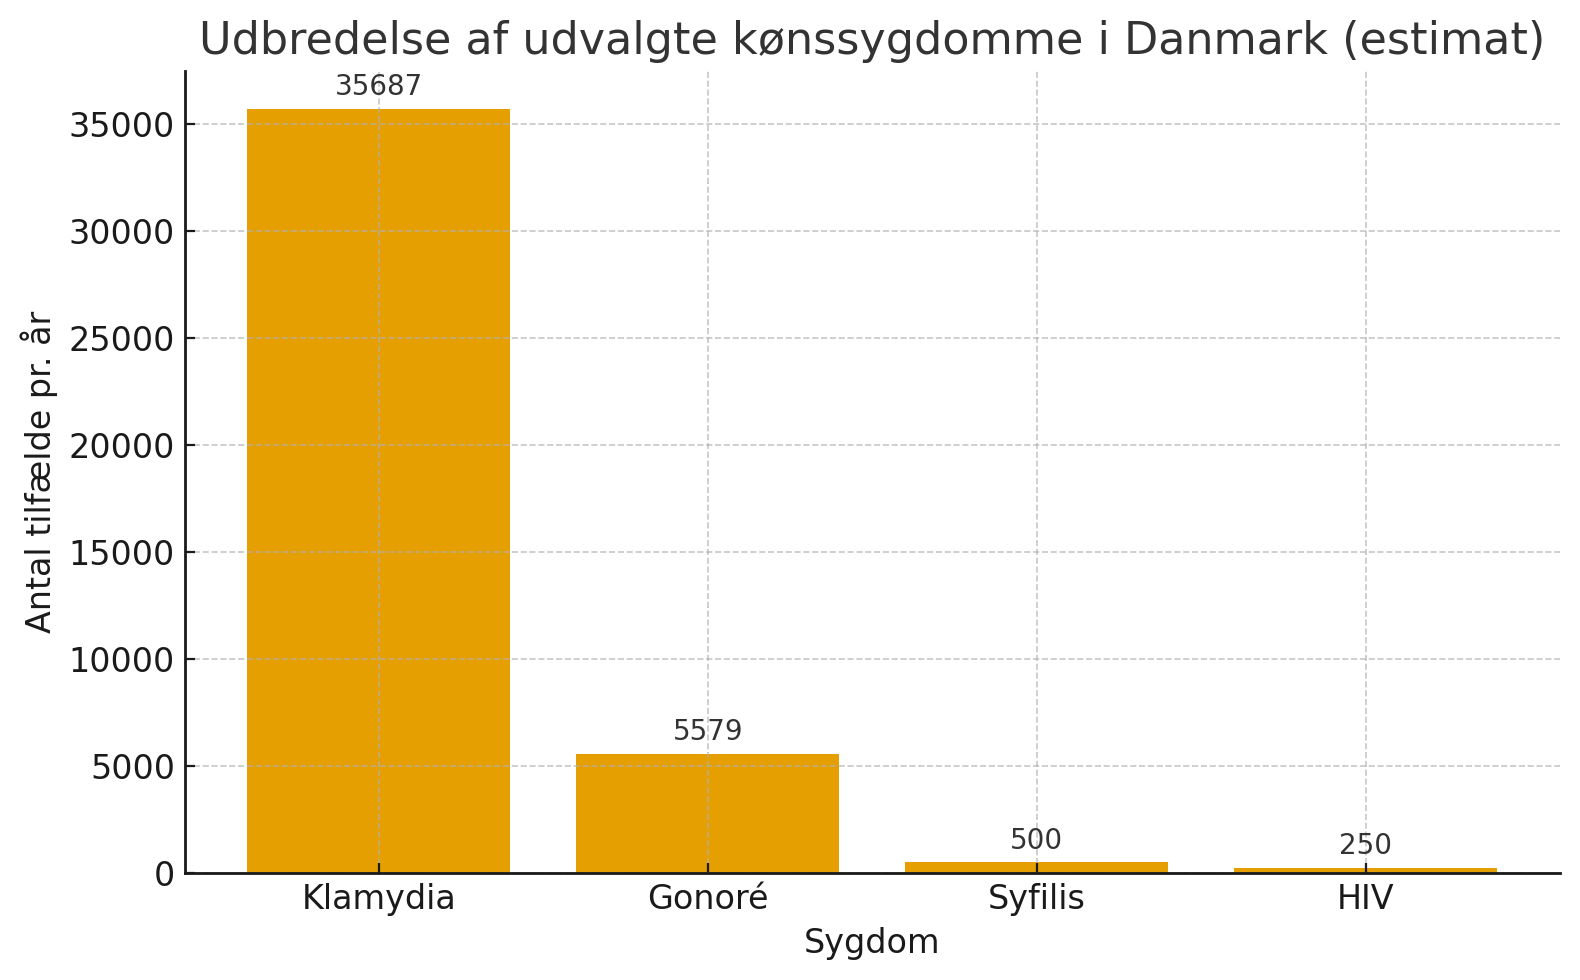 Udbredelse af udvalgte kønssygdomme i Danmark (estimat)
35687
5579
500
250
35000
30000
25000
20000
15000
10000
5000
0
Antal tilfælde pr. år
Klamydia
Gonoré
Syfilis
HIV
Sygdom